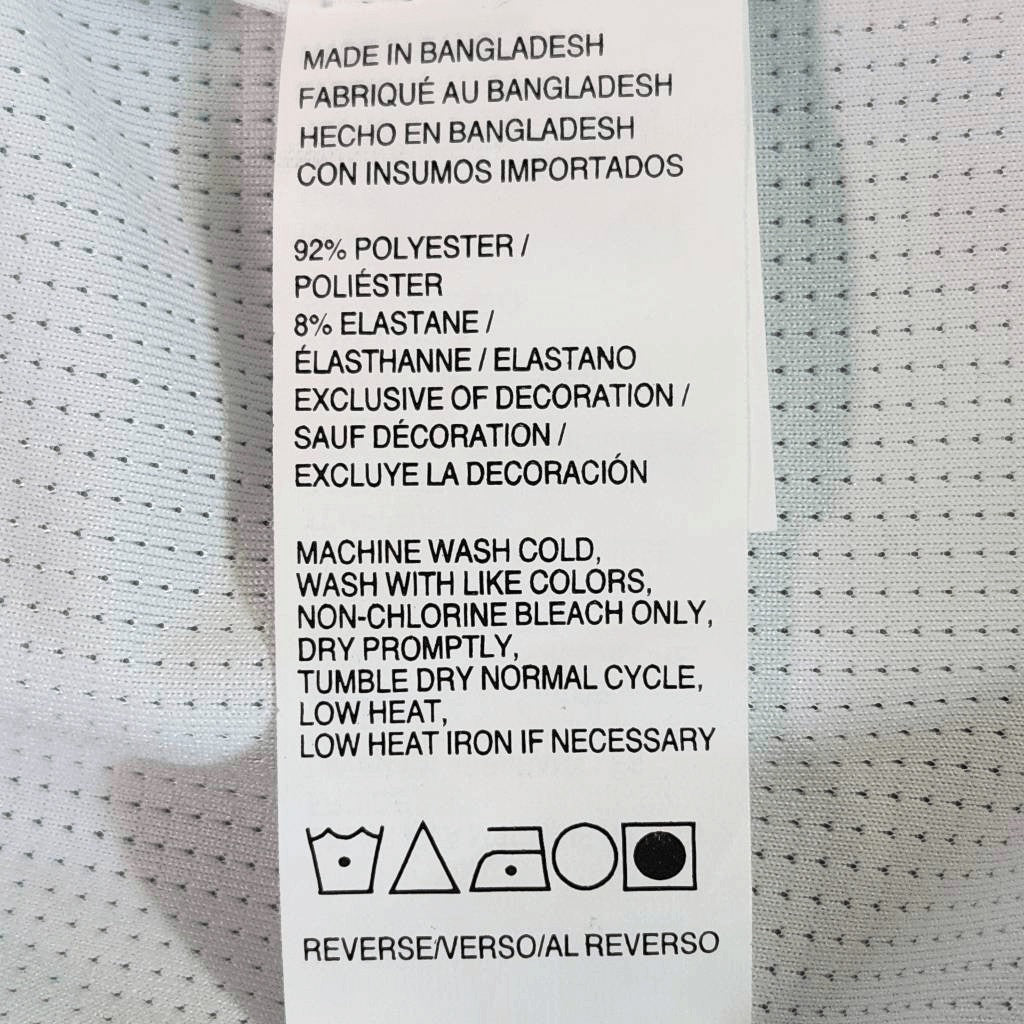 MADE IN BANGLADESH
FABRIQUÉ AU BANGLADESH
HECHO EN BANGLADESH
CON INSUMOS IMPORTADOS
92% POLYESTER /
POLIÉSTER
8% ELASTANE /
ÉLASTHANNE / ELASTANO
EXCLUSIVE OF DECORATION /
SAUF DÉCORATION /
EXCLUYE LA DECORACIÓN
MACHINE WASH COLD,
WASH WITH LIKE COLORS,
NON-CHLORINE BLEACH ONLY,
DRY PROMPTLY,
TUMBLE DRY NORMAL CYCLE,
LOW HEAT,
LOW HEAT IRON IF NECESSARY
REVERSE/VERSO/AL REVERSO